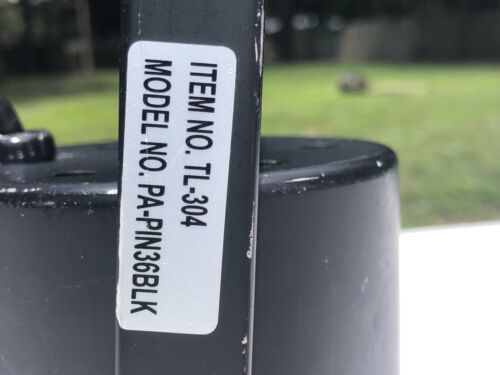 ITEM NO. TL-304
MODEL NO. PA-PIN36BLK